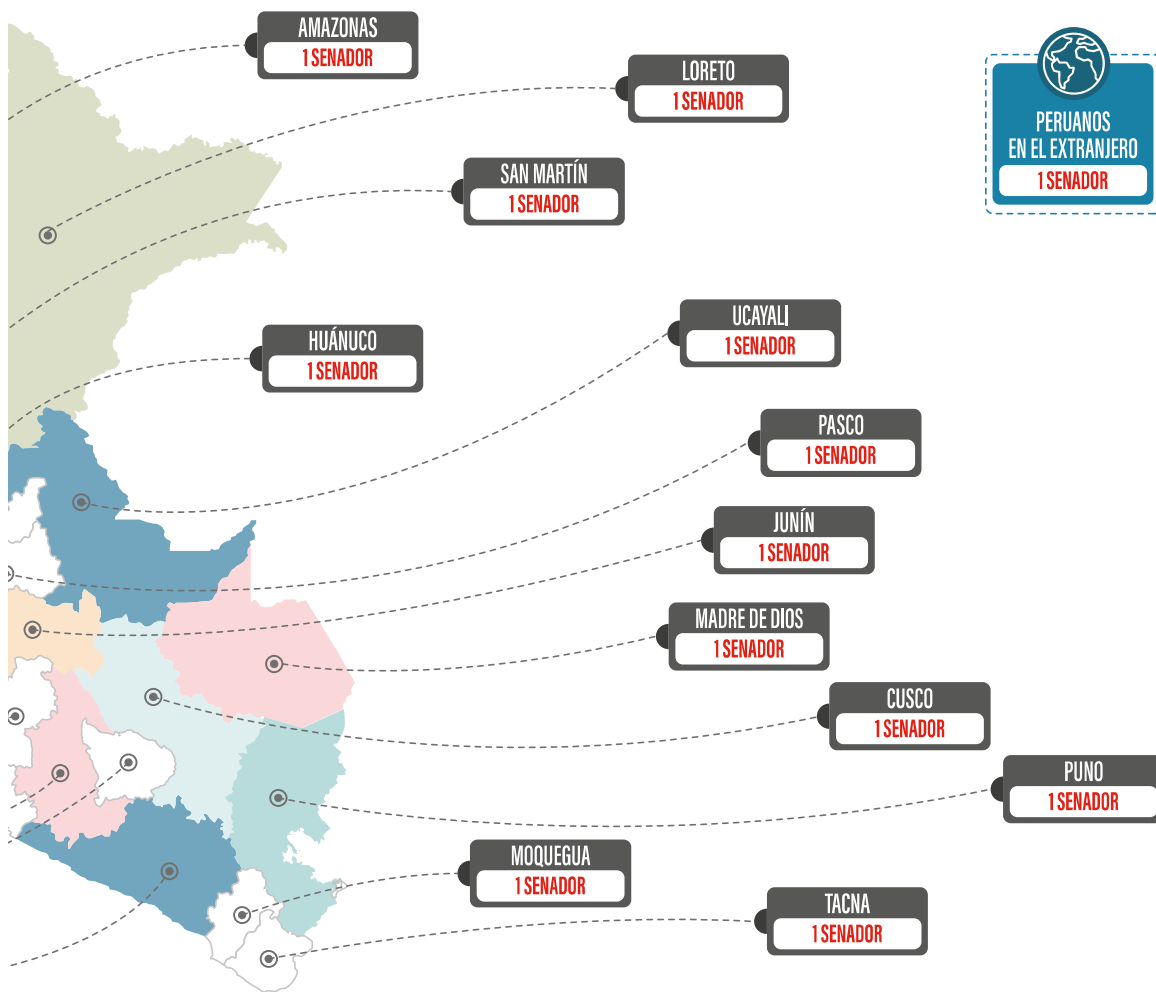 AMAZONAS
1 SENADOR
LORETO
1 SENADOR
PERUANOS
EN EL EXTRANJERO
1 SENADOR
SAN MARTÍN
1 SENADOR
UCAYALI
1 SENADOR
HUÁNUCO
1 SENADOR
PASCO
1 SENADOR
JUNÍN
1 SENADOR
MADRE DE DIOS
1 SENADOR
CUSCO
1 SENADOR
PUNO
1 SENADOR
MOQUEGUA
1 SENADOR
TACNA
1 SENADOR